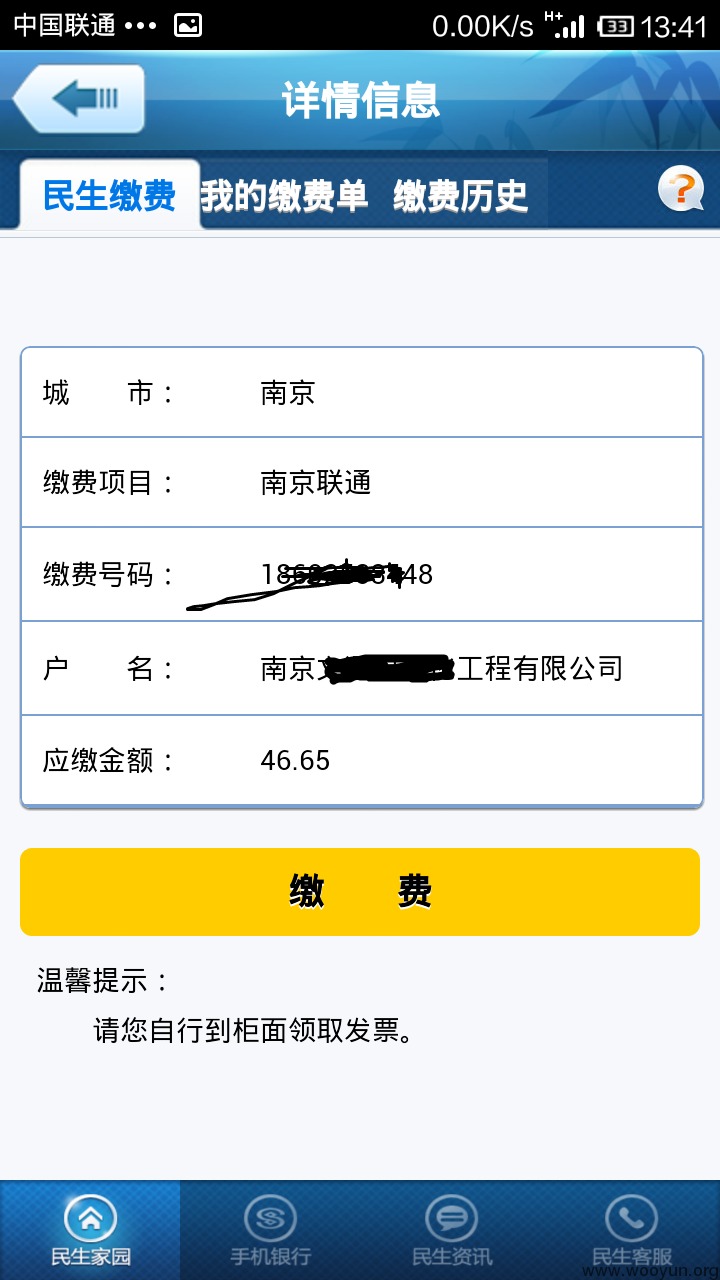 中国联通 ••• 0.00K/s H+ 33 13:41
详情信息
民生缴费 我的缴费单 缴费历史 ?
城 市： 南京
缴费项目： 南京联通
缴费号码： 18 48
户 名： 南京 工程有限公司
应缴金额： 46.65
缴 费
温馨提示：
请您自行到柜面领取发票。
民生家园 手机银行 民生资讯 民生客服
www.wooyun.org